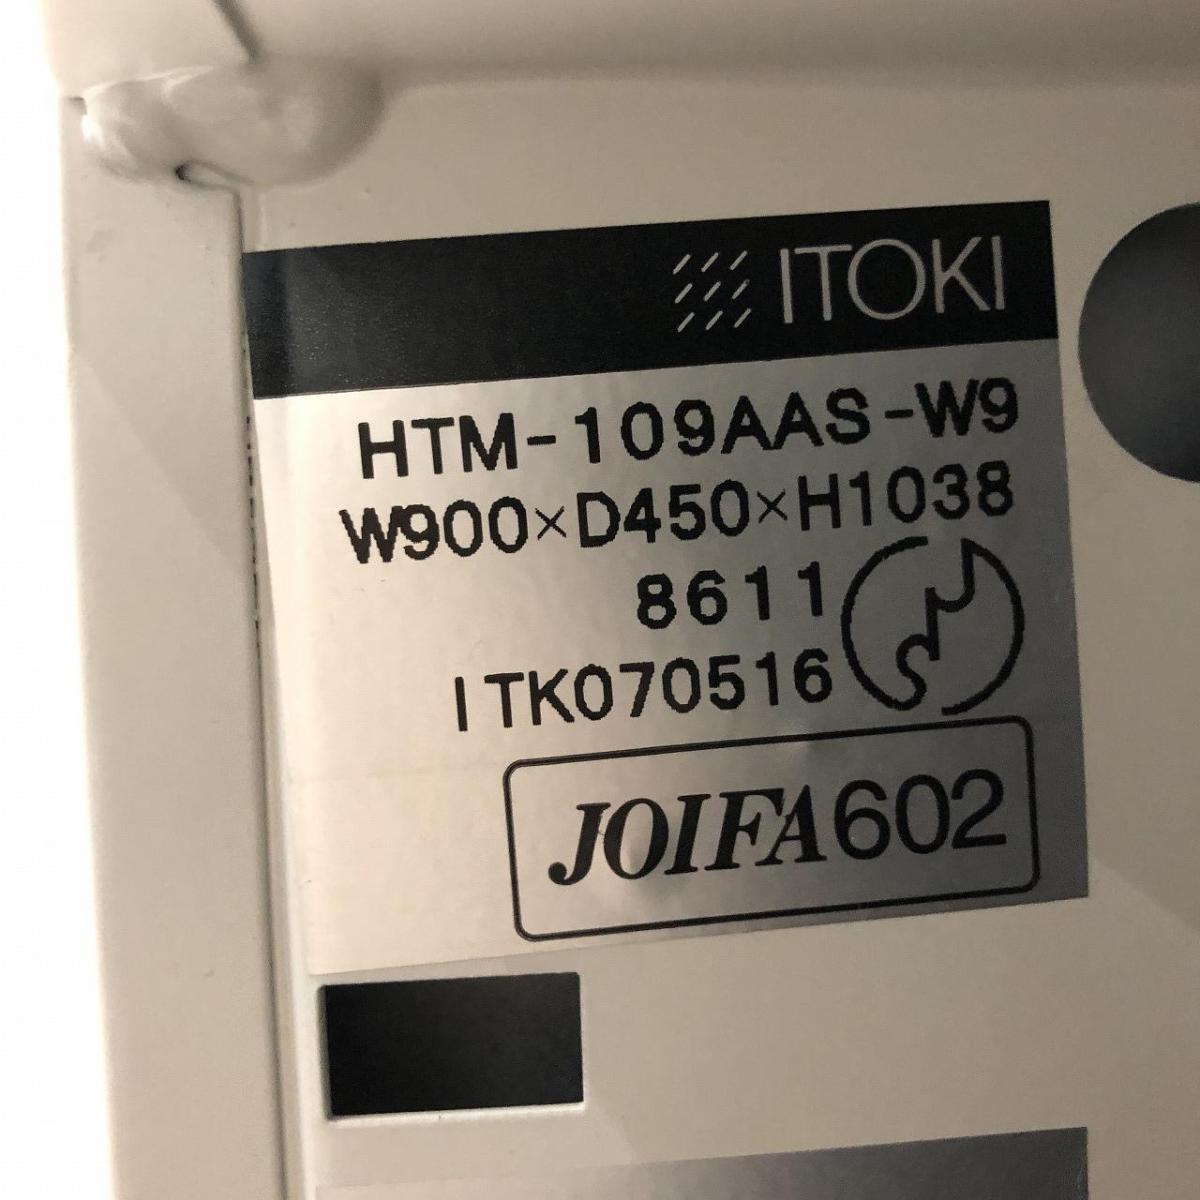 ITOKI
HTM-109AAS-W9
W900×D450×H1038
8611
ITK070516
JOIFA602